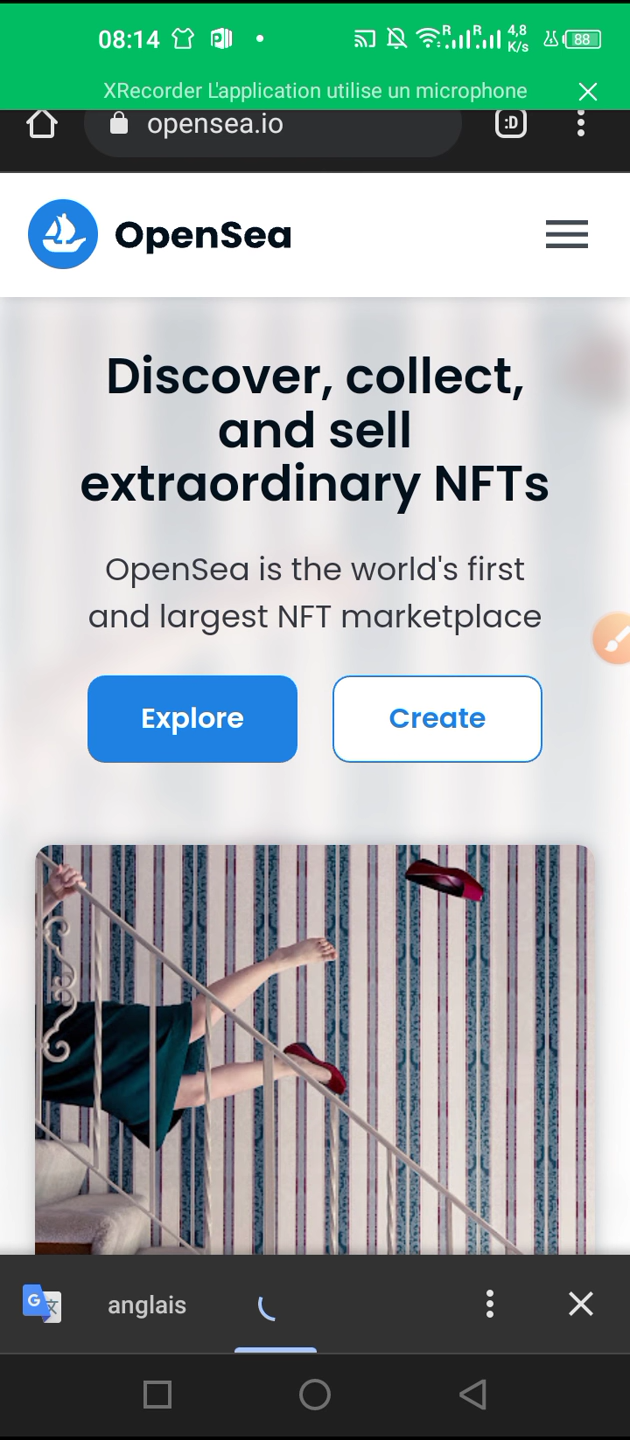 08:14
R R 4,8
K/s
88
XRecorder L'application utilise un microphone
opensea.io
:D
OpenSea
Discover, collect,
and sell
extraordinary NFTs
OpenSea is the world's first
and largest NFT marketplace
Explore
Create
G 文
anglais